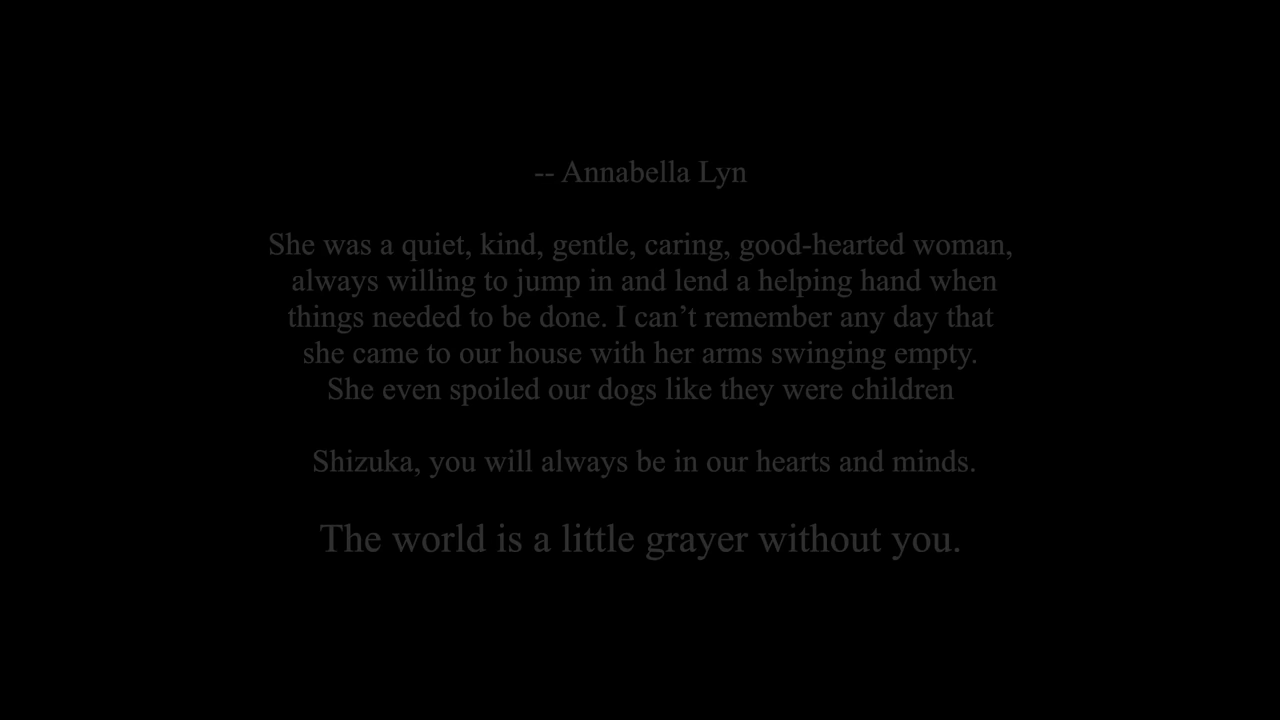 -- Annabella Lyn
She was a quiet, kind, gentle, caring, good-hearted woman,
always willing to jump in and lend a helping hand when
things needed to be done. I can’t remember any day that
she came to our house with her arms swinging empty.
She even spoiled our dogs like they were children
Shizuka, you will always be in our hearts and minds.
The world is a little grayer without you.